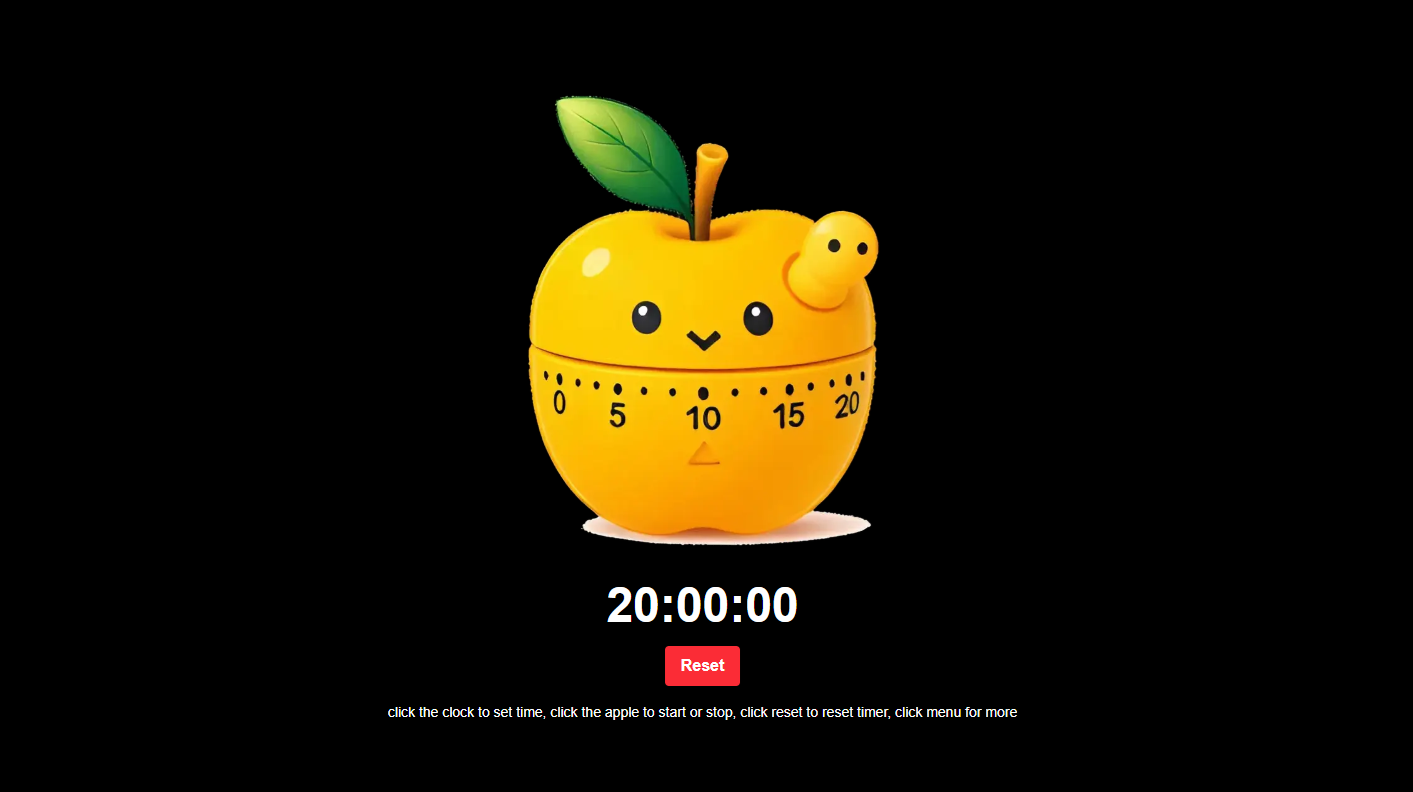 0 5 10 15 20
20:00:00
Reset
click the clock to set time, click the apple to start or stop, click reset to reset timer, click menu for more